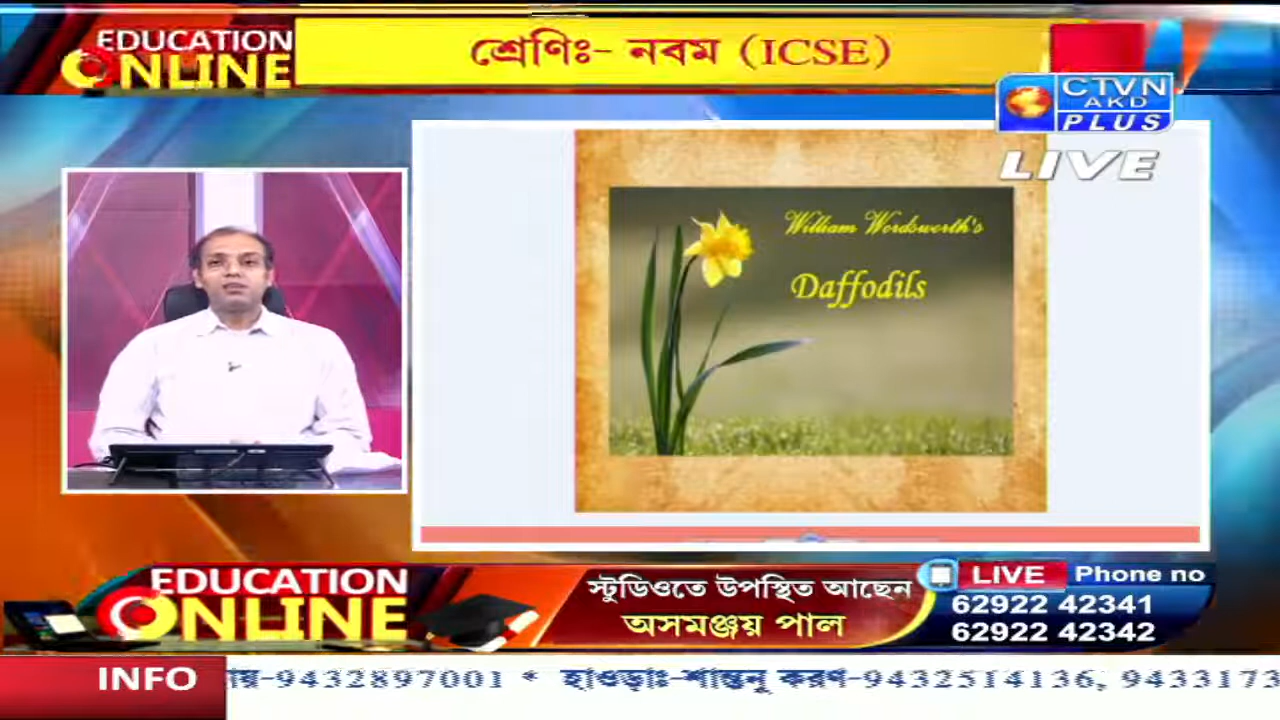 EDUCATION
ONLINE
শ্রেণিঃ- নবম (ICSE)
CTVN
AKD
PLUS
LIVE
William Wordsworth's
Daffodils
EDUCATION
ONLINE
স্টুডিওতে উপস্থিত আছেন
অসমঞ্জয় পাল
LIVE Phone no
62922 42341
62922 42342
INFO
য়-9432897001 * হাওড়াঃ-শান্তনু করণ-9432514136, 9433173